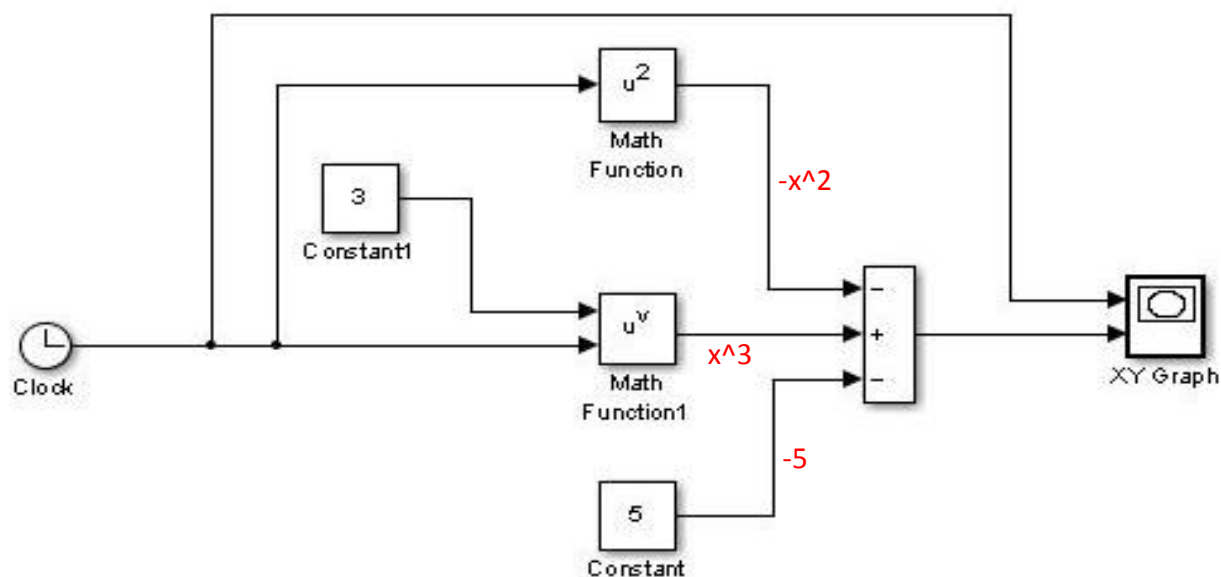 u^2
Math
Function
-x^2
3
Constant1
-
u^v
+
Clock
x^3
-
XY Graph
Math
Function1
-5
5
Constant